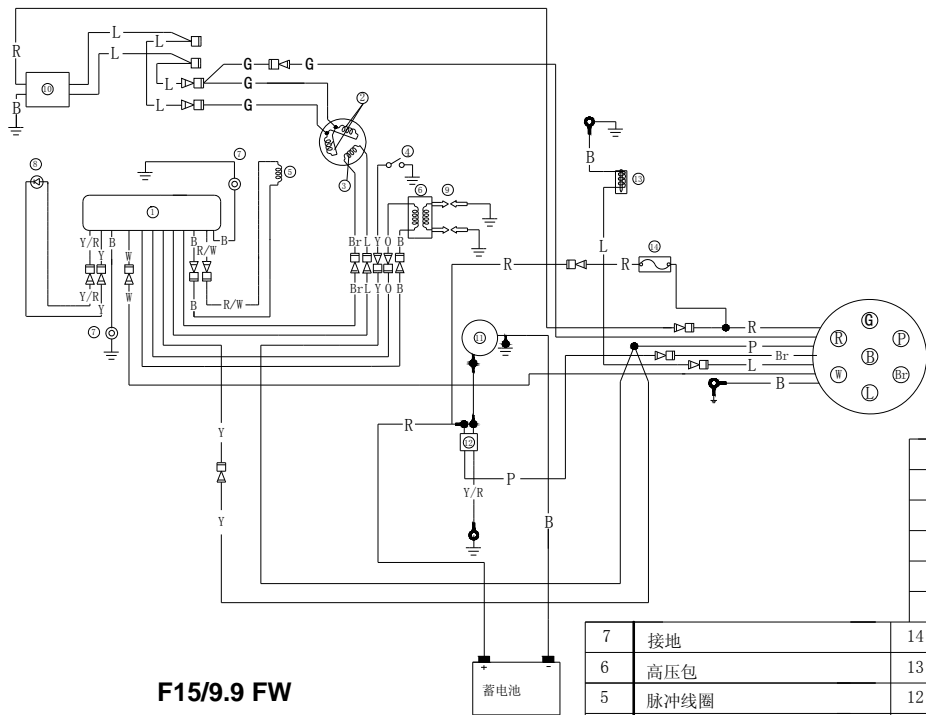 L
L
L
L
R
G
G
⑩
L
G
②
B
L
G
⑧
⑦
⑤
③
④
⑥
⑨
B
⑬
①
Y/R
Y
B
W
B
R/W
B
Br
L
Y
O
B
L
R
R
⑭
Y/R
Y
W
B
R/W
Br
L
Y
O
B
⑦
⑪
R
P
Br
L
B
G
R
P
B
W
Br
L
Y
R
⑫
P
Y/R
B
Y
+
-
蓄电池
F15/9.9 FW
7 接地 14
6 高压包 13
5 脉冲线圈 12